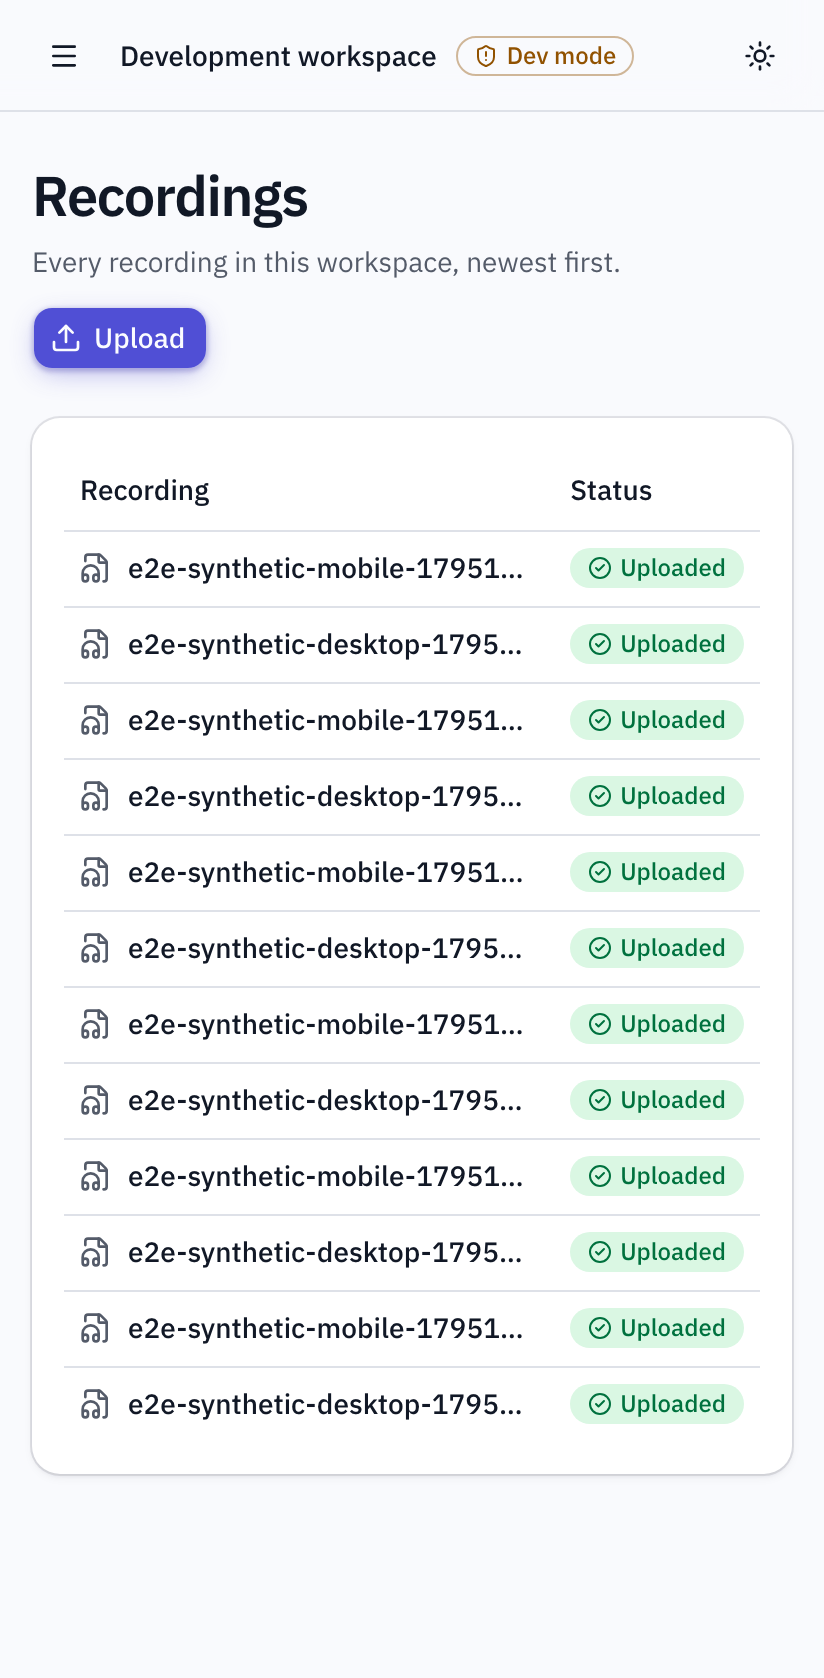 Development workspace Dev mode
Recordings
Every recording in this workspace, newest first.
Upload
Recording Status
e2e-synthetic-mobile-17951... Uploaded
e2e-synthetic-desktop-1795... Uploaded
e2e-synthetic-mobile-17951... Uploaded
e2e-synthetic-desktop-1795... Uploaded
e2e-synthetic-mobile-17951... Uploaded
e2e-synthetic-desktop-1795... Uploaded
e2e-synthetic-mobile-17951... Uploaded
e2e-synthetic-desktop-1795... Uploaded
e2e-synthetic-mobile-17951... Uploaded
e2e-synthetic-desktop-1795... Uploaded
e2e-synthetic-mobile-17951... Uploaded
e2e-synthetic-desktop-1795... Uploaded